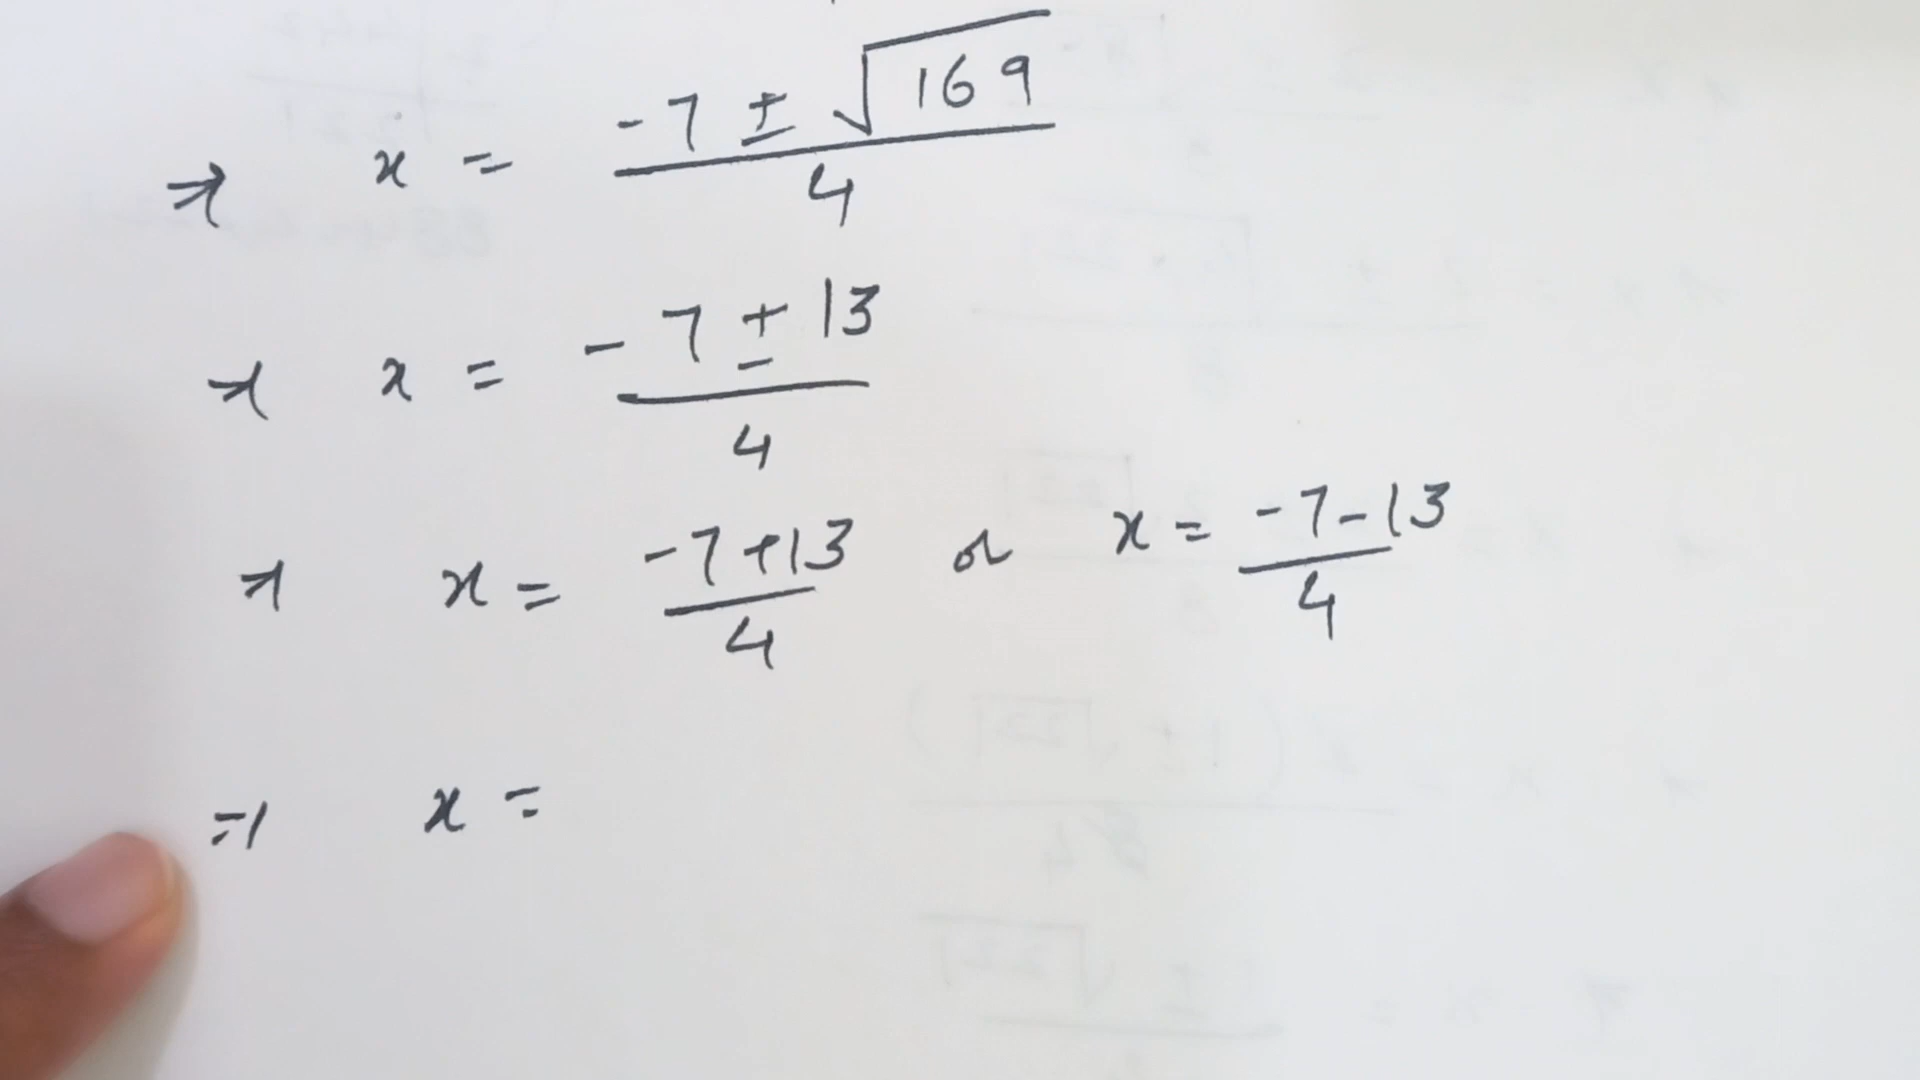 ⇒ x = (-7 ± √169)/4
⇒ x = (-7 ± 13)/4
⇒ x = (-7+13)/4 or x = (-7-13)/4
⇒ x =